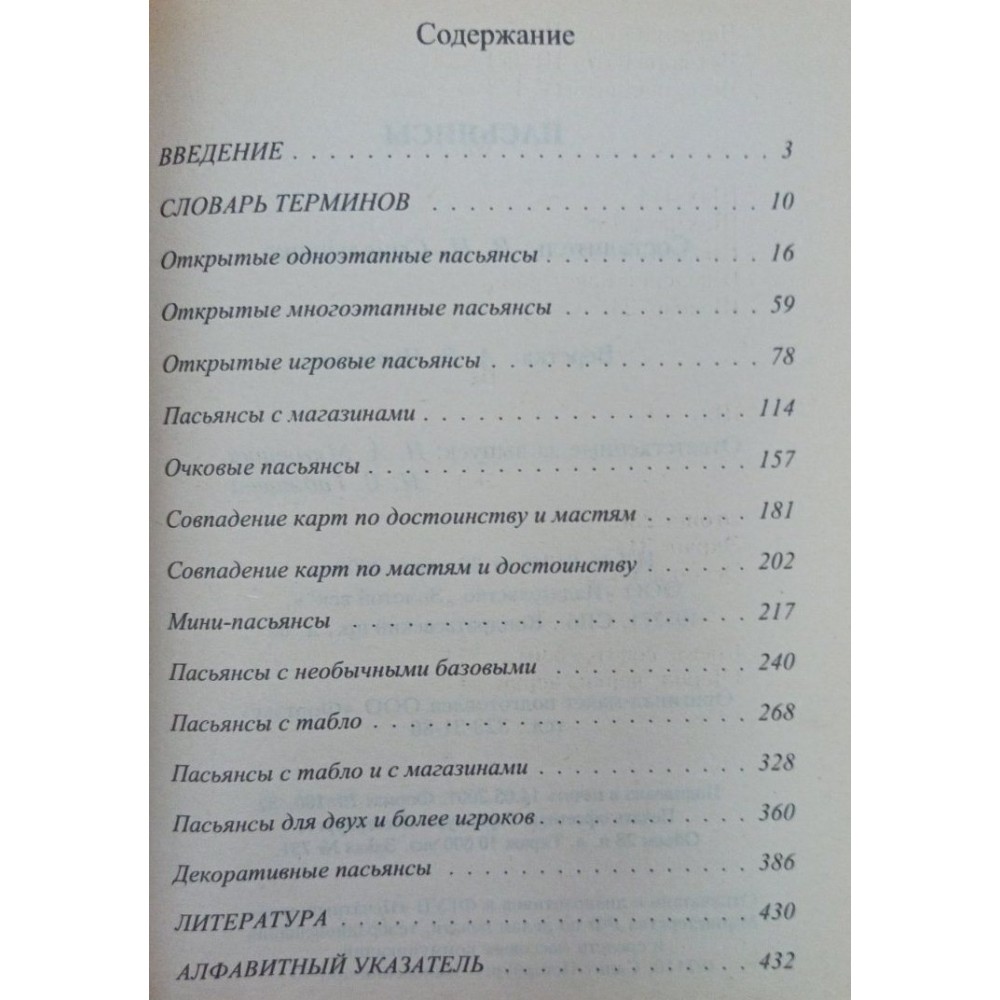 Содержание
ВВЕДЕНИЕ . . . . . . . . . . . . . . . . . . . . . . 3
СЛОВАРЬ ТЕРМИНОВ . . . . . . . . . . . . . . . 10
Открытые одноэтапные пасьянсы . . . . . . . . . . 16
Открытые многоэтапные пасьянсы . . . . . . . . . 59
Открытые игровые пасьянсы . . . . . . . . . . . . 78
Пасьянсы с магазинами . . . . . . . . . . . . . . 114
Очковые пасьянсы . . . . . . . . . . . . . . . . . 157
Совпадение карт по достоинству и мастям . . . . . 181
Совпадение карт по мастям и достоинству . . . . . 202
Мини-пасьянсы . . . . . . . . . . . . . . . . . . 217
Пасьянсы с необычными базовыми . . . . . . . . . 240
Пасьянсы с табло . . . . . . . . . . . . . . . . . 268
Пасьянсы с табло и с магазинами . . . . . . . . . 328
Пасьянсы для двух и более игроков . . . . . . . . . 360
Декоративные пасьянсы . . . . . . . . . . . . . . 386
ЛИТЕРАТУРА . . . . . . . . . . . . . . . . . . . 430
АЛФАВИТНЫЙ УКАЗАТЕЛЬ . . . . . . . . . . . . 432